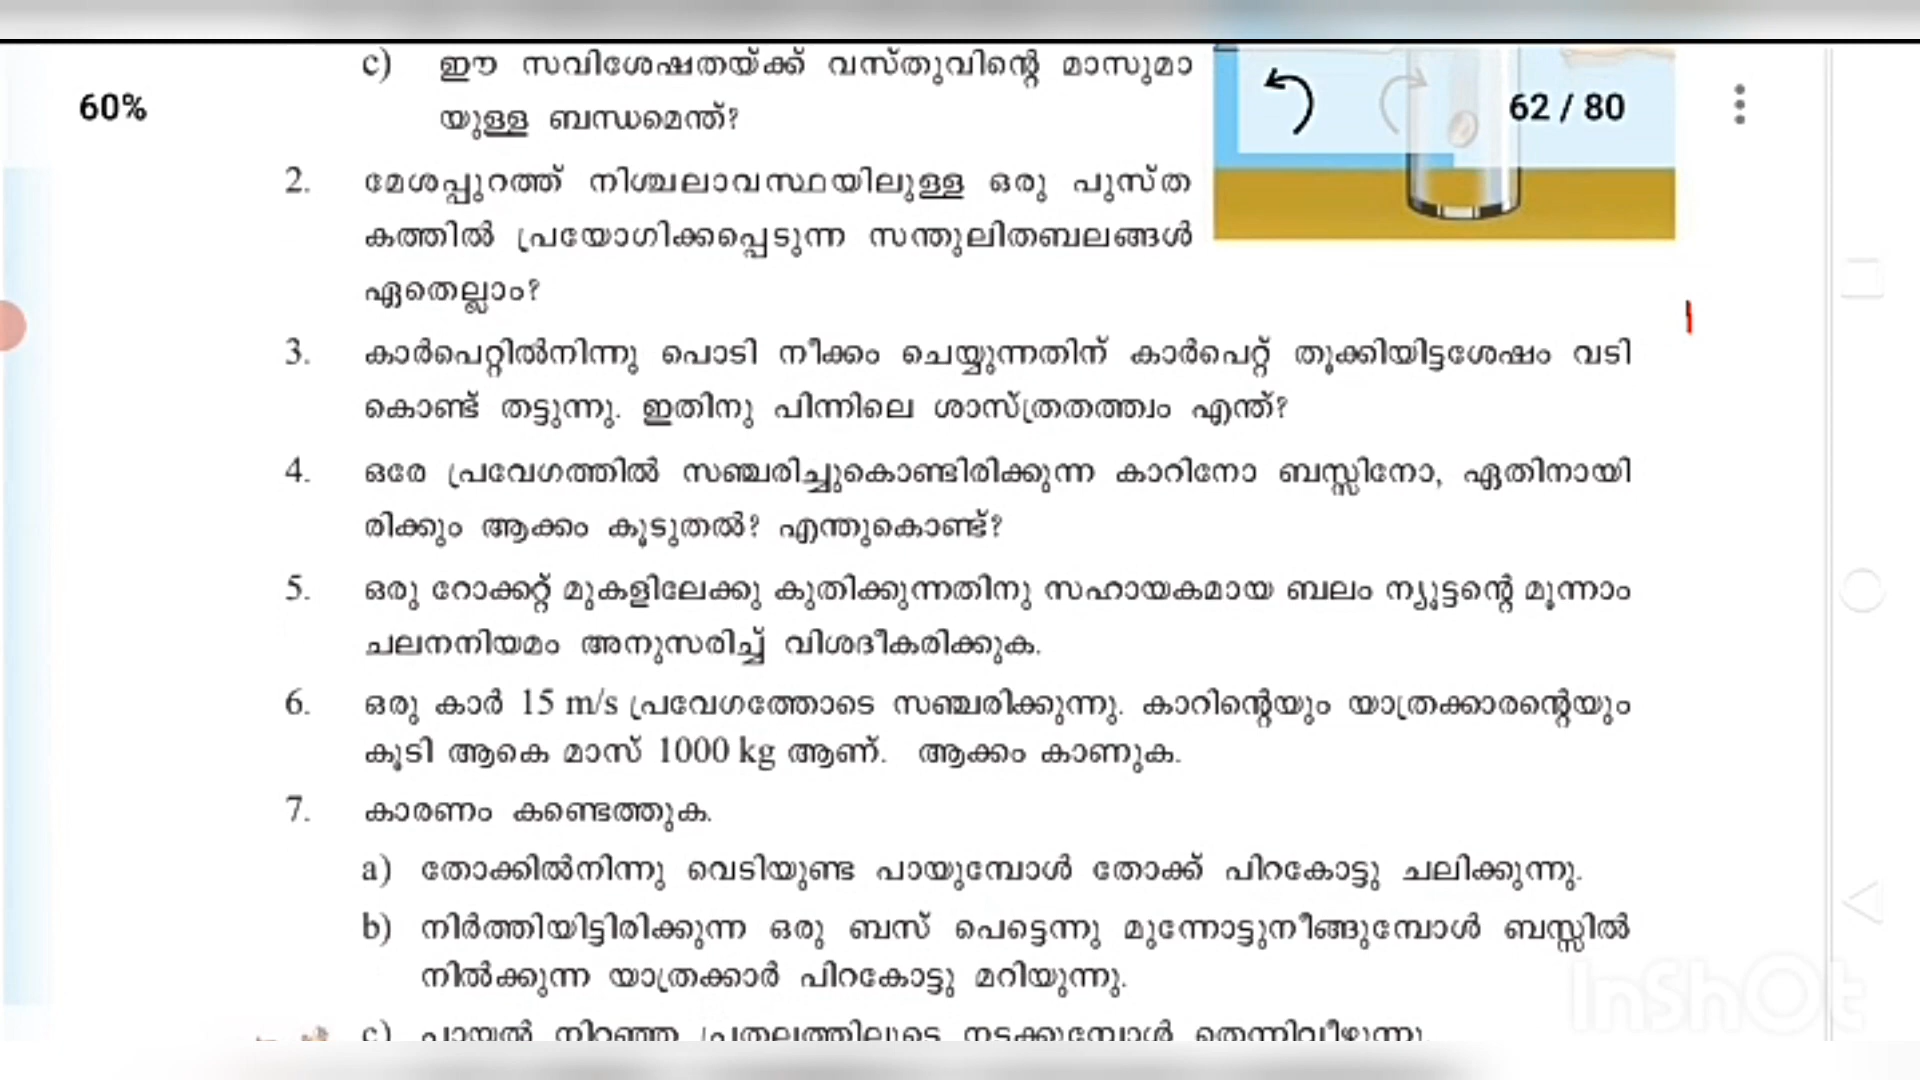 c) ഈ സവിശേഷതയ്ക്ക് വസ്തുവിന്റെ മാസുമാ
60%
62 / 80
യുള്ള ബന്ധമെന്ത്?
2. മേശപ്പുറത്ത് നിശ്ചലാവസ്ഥയിലുള്ള ഒരു പുസ്ത
കത്തിൽ പ്രയോഗിക്കപ്പെടുന്ന സന്തുലിതബലങ്ങൾ
ഏതെല്ലാം?
3. കാർപെറ്റിൽനിന്നു പൊടി നീക്കം ചെയ്യുന്നതിന് കാർപെറ്റ് തൂക്കിയിട്ടശേഷം വടി
കൊണ്ട് തട്ടുന്നു. ഇതിനു പിന്നിലെ ശാസ്ത്രതത്ത്വം എന്ത്?
4. ഒരേ പ്രവേഗത്തിൽ സഞ്ചരിച്ചുകൊണ്ടിരിക്കുന്ന കാറിനോ ബസ്സിനോ, ഏതിനായി
രിക്കും ആക്കം കൂടുതൽ? എന്തുകൊണ്ട്?
5. ഒരു റോക്കറ്റ് മുകളിലേക്കു കുതിക്കുന്നതിനു സഹായകമായ ബലം ന്യൂട്ടന്റെ മൂന്നാം
ചലനനിയമം അനുസരിച്ച് വിശദീകരിക്കുക.
6. ഒരു കാർ 15 m/s പ്രവേഗത്തോടെ സഞ്ചരിക്കുന്നു. കാറിന്റെയും യാത്രക്കാരന്റെയും
കൂടി ആകെ മാസ് 1000 kg ആണ്. ആക്കം കാണുക.
7. കാരണം കണ്ടെത്തുക.
a) തോക്കിൽനിന്നു വെടിയുണ്ട പായുമ്പോൾ തോക്ക് പിറകോട്ടു ചലിക്കുന്നു.
b) നിർത്തിയിട്ടിരിക്കുന്ന ഒരു ബസ് പെട്ടെന്നു മുന്നോട്ടുനീങ്ങുമ്പോൾ ബസ്സിൽ
നിൽക്കുന്ന യാത്രക്കാർ പിറകോട്ടു മറിയുന്നു.
c) പായൽ നിറഞ്ഞ പ്രതലത്തിലൂടെ നടക്കുമ്പോൾ തെന്നിവീഴുന്നു.
InShOt